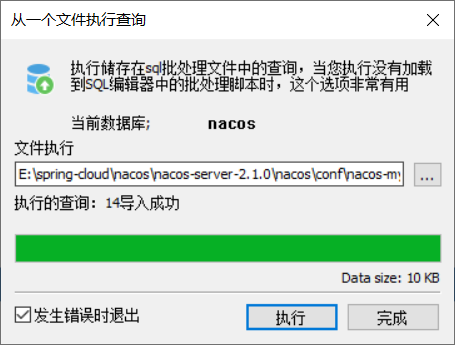 从一个文件执行查询
执行储存在sql批处理文件中的查询，当您执行没有加载
到SQL编辑器中的批处理脚本时，这个选项非常有用
当前数据库;
nacos
文件执行
E:\spring-cloud\nacos\nacos-server-2.1.0\nacos\conf\nacos-my
...
执行的查询：14导入成功
Data size: 10 KB
发生错误时退出
执行
完成